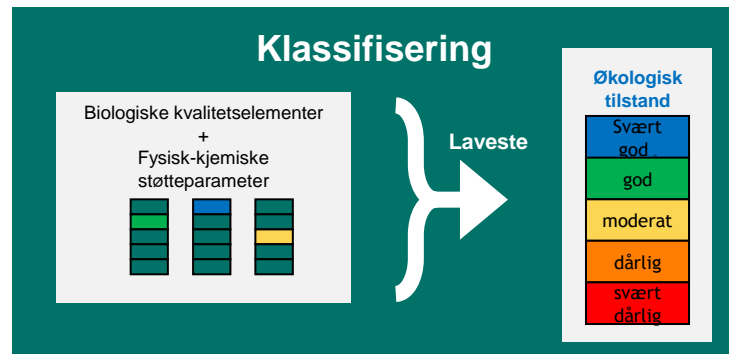 Klassifisering
Biologiske kvalitetselementer
+
Fysisk-kjemiske
støtteparameter
Laveste
Økologisk
tilstand
Svært
god
god
moderat
dårlig
svært
dårlig